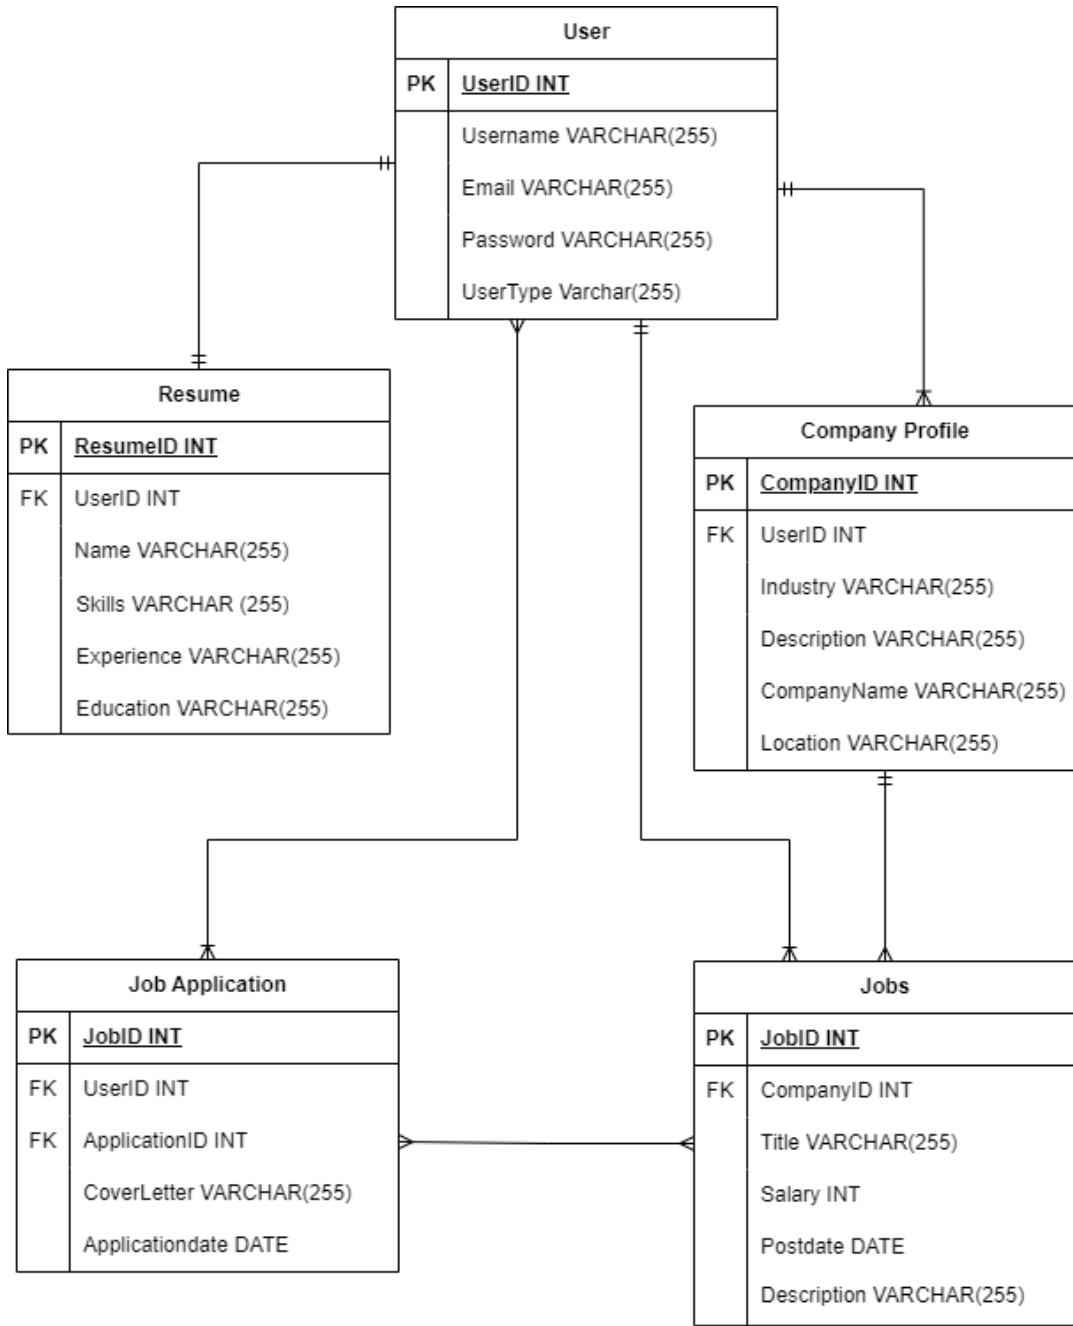 User
PK UserID INT
Username VARCHAR(255)
Email VARCHAR(255)
Password VARCHAR(255)
UserType Varchar(255)
Resume
PK ResumeID INT
FK UserID INT
Name VARCHAR(255)
Skills VARCHAR (255)
Experience VARCHAR(255)
Education VARCHAR(255)
Company Profile
PK CompanyID INT
FK UserID INT
Industry VARCHAR(255)
Description VARCHAR(255)
CompanyName VARCHAR(255)
Location VARCHAR(255)
Job Application
PK JobID INT
FK UserID INT
FK ApplicationID INT
CoverLetter VARCHAR(255)
Applicationdate DATE
Jobs
PK JobID INT
FK CompanyID INT
Title VARCHAR(255)
Salary INT
Postdate DATE
Description VARCHAR(255)